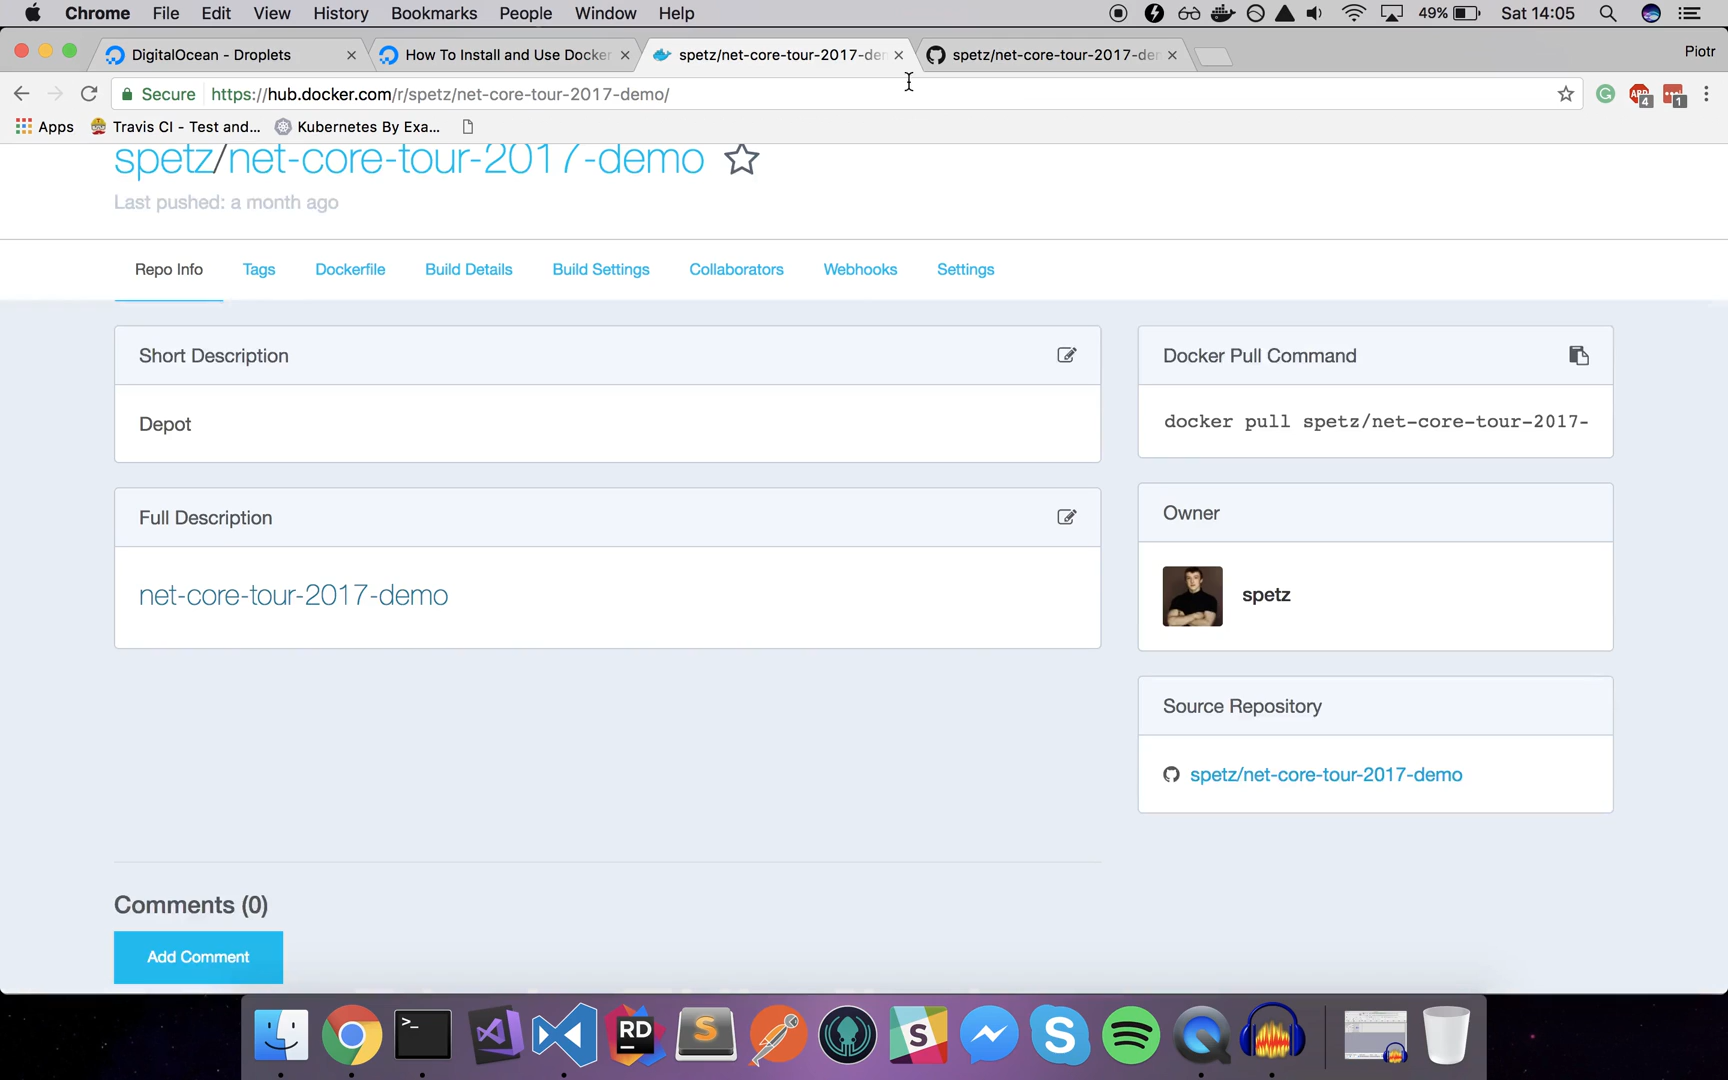 Chrome File Edit View History Bookmarks People Window Help 49% Sat 14:05
DigitalOcean - Droplets How To Install and Use Docker spetz/net-core-tour-2017-de spetz/net-core-tour-2017-de Piotr
Secure https://hub.docker.com/r/spetz/net-core-tour-2017-demo/ ABP 4 1
Apps Travis CI - Test and... Kubernetes By Exa...
spetz/net-core-tour-2017-demo
Last pushed: a month ago
Repo Info Tags Dockerfile Build Details Build Settings Collaborators Webhooks Settings
Short Description
Depot
Full Description
net-core-tour-2017-demo
Docker Pull Command
docker pull spetz/net-core-tour-2017-
Owner
spetz
Source Repository
spetz/net-core-tour-2017-demo
Comments (0)
Add Comment
>_ RD S S S